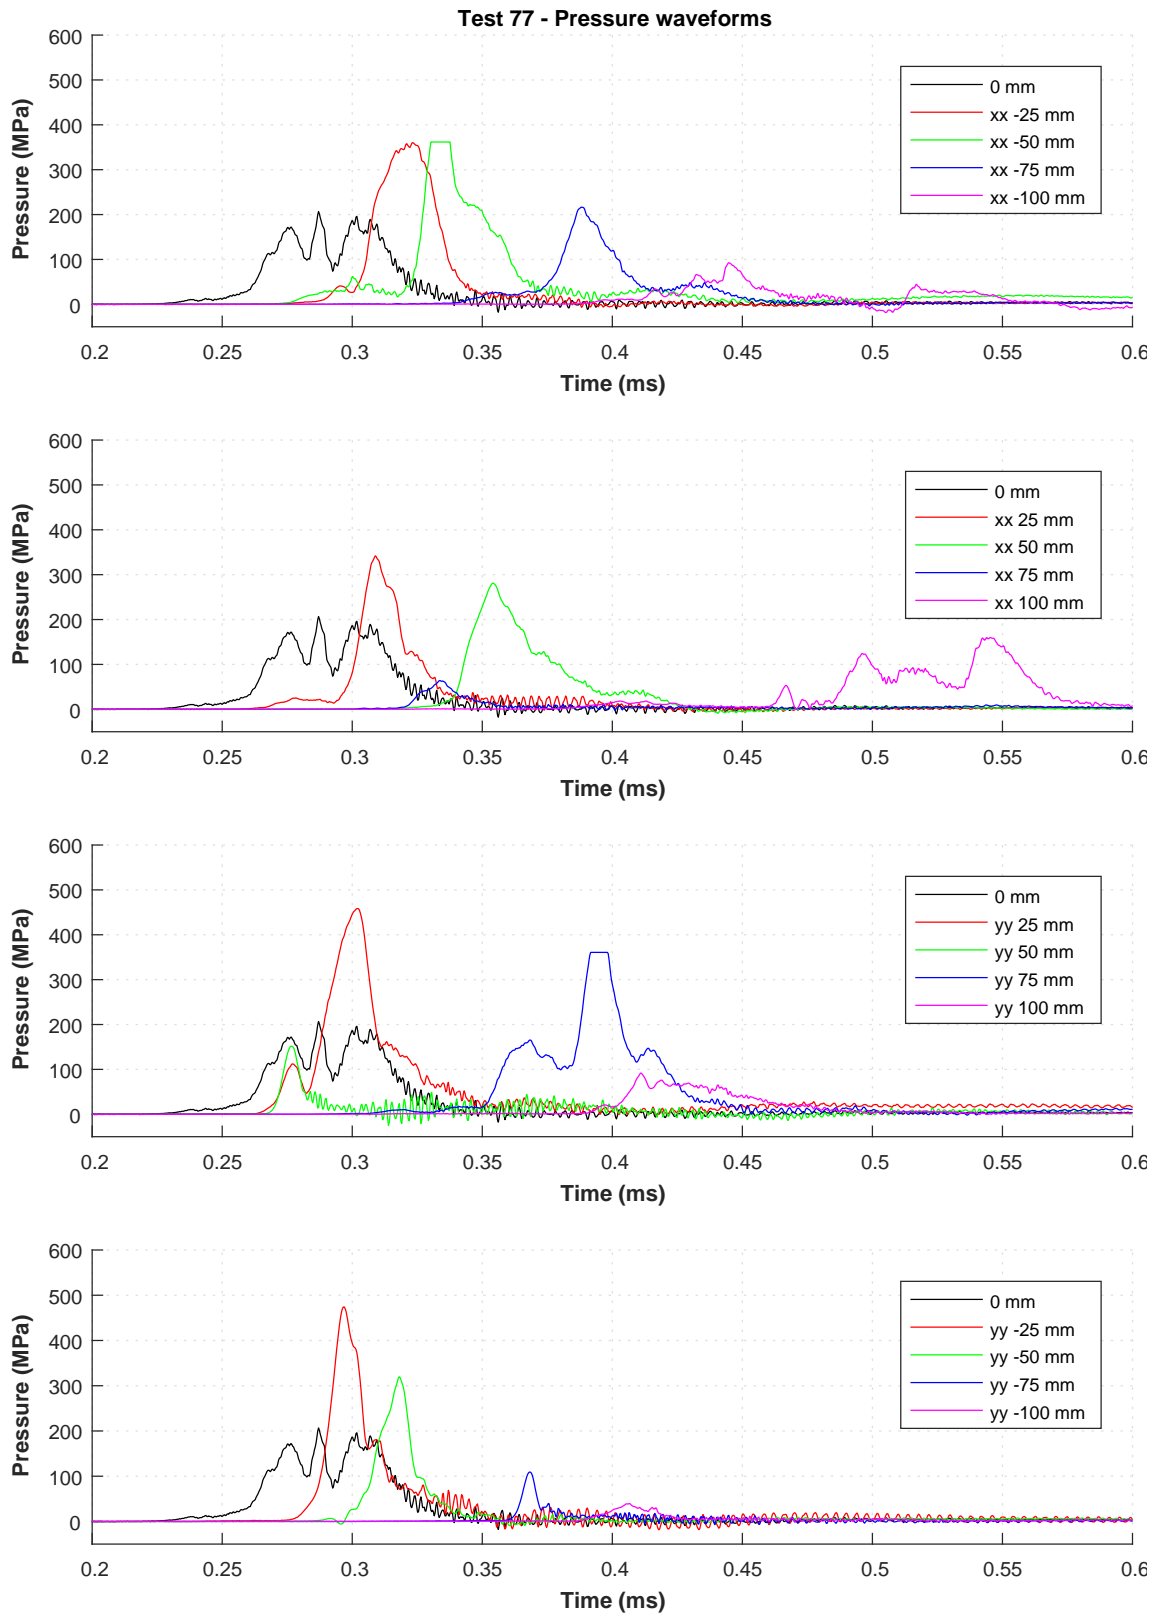 Test 77 - Pressure waveforms
600
500
400
300
200
100
0
Pressure (MPa)
0 mm
xx -25 mm
xx -50 mm
xx -75 mm
xx -100 mm
0.2 0.25 0.3 0.35 0.4 0.45 0.5 0.55 0.6
Time (ms)
600
500
400
300
200
100
0
Pressure (MPa)
0 mm
xx 25 mm
xx 50 mm
xx 75 mm
xx 100 mm
0.2 0.25 0.3 0.35 0.4 0.45 0.5 0.55 0.6
Time (ms)
600
500
400
300
200
100
0
Pressure (MPa)
0 mm
yy 25 mm
yy 50 mm
yy 75 mm
yy 100 mm
0.2 0.25 0.3 0.35 0.4 0.45 0.5 0.55 0.6
Time (ms)
600
500
400
300
200
100
0
Pressure (MPa)
0 mm
yy -25 mm
yy -50 mm
yy -75 mm
yy -100 mm
0.2 0.25 0.3 0.35 0.4 0.45 0.5 0.55 0.6
Time (ms)